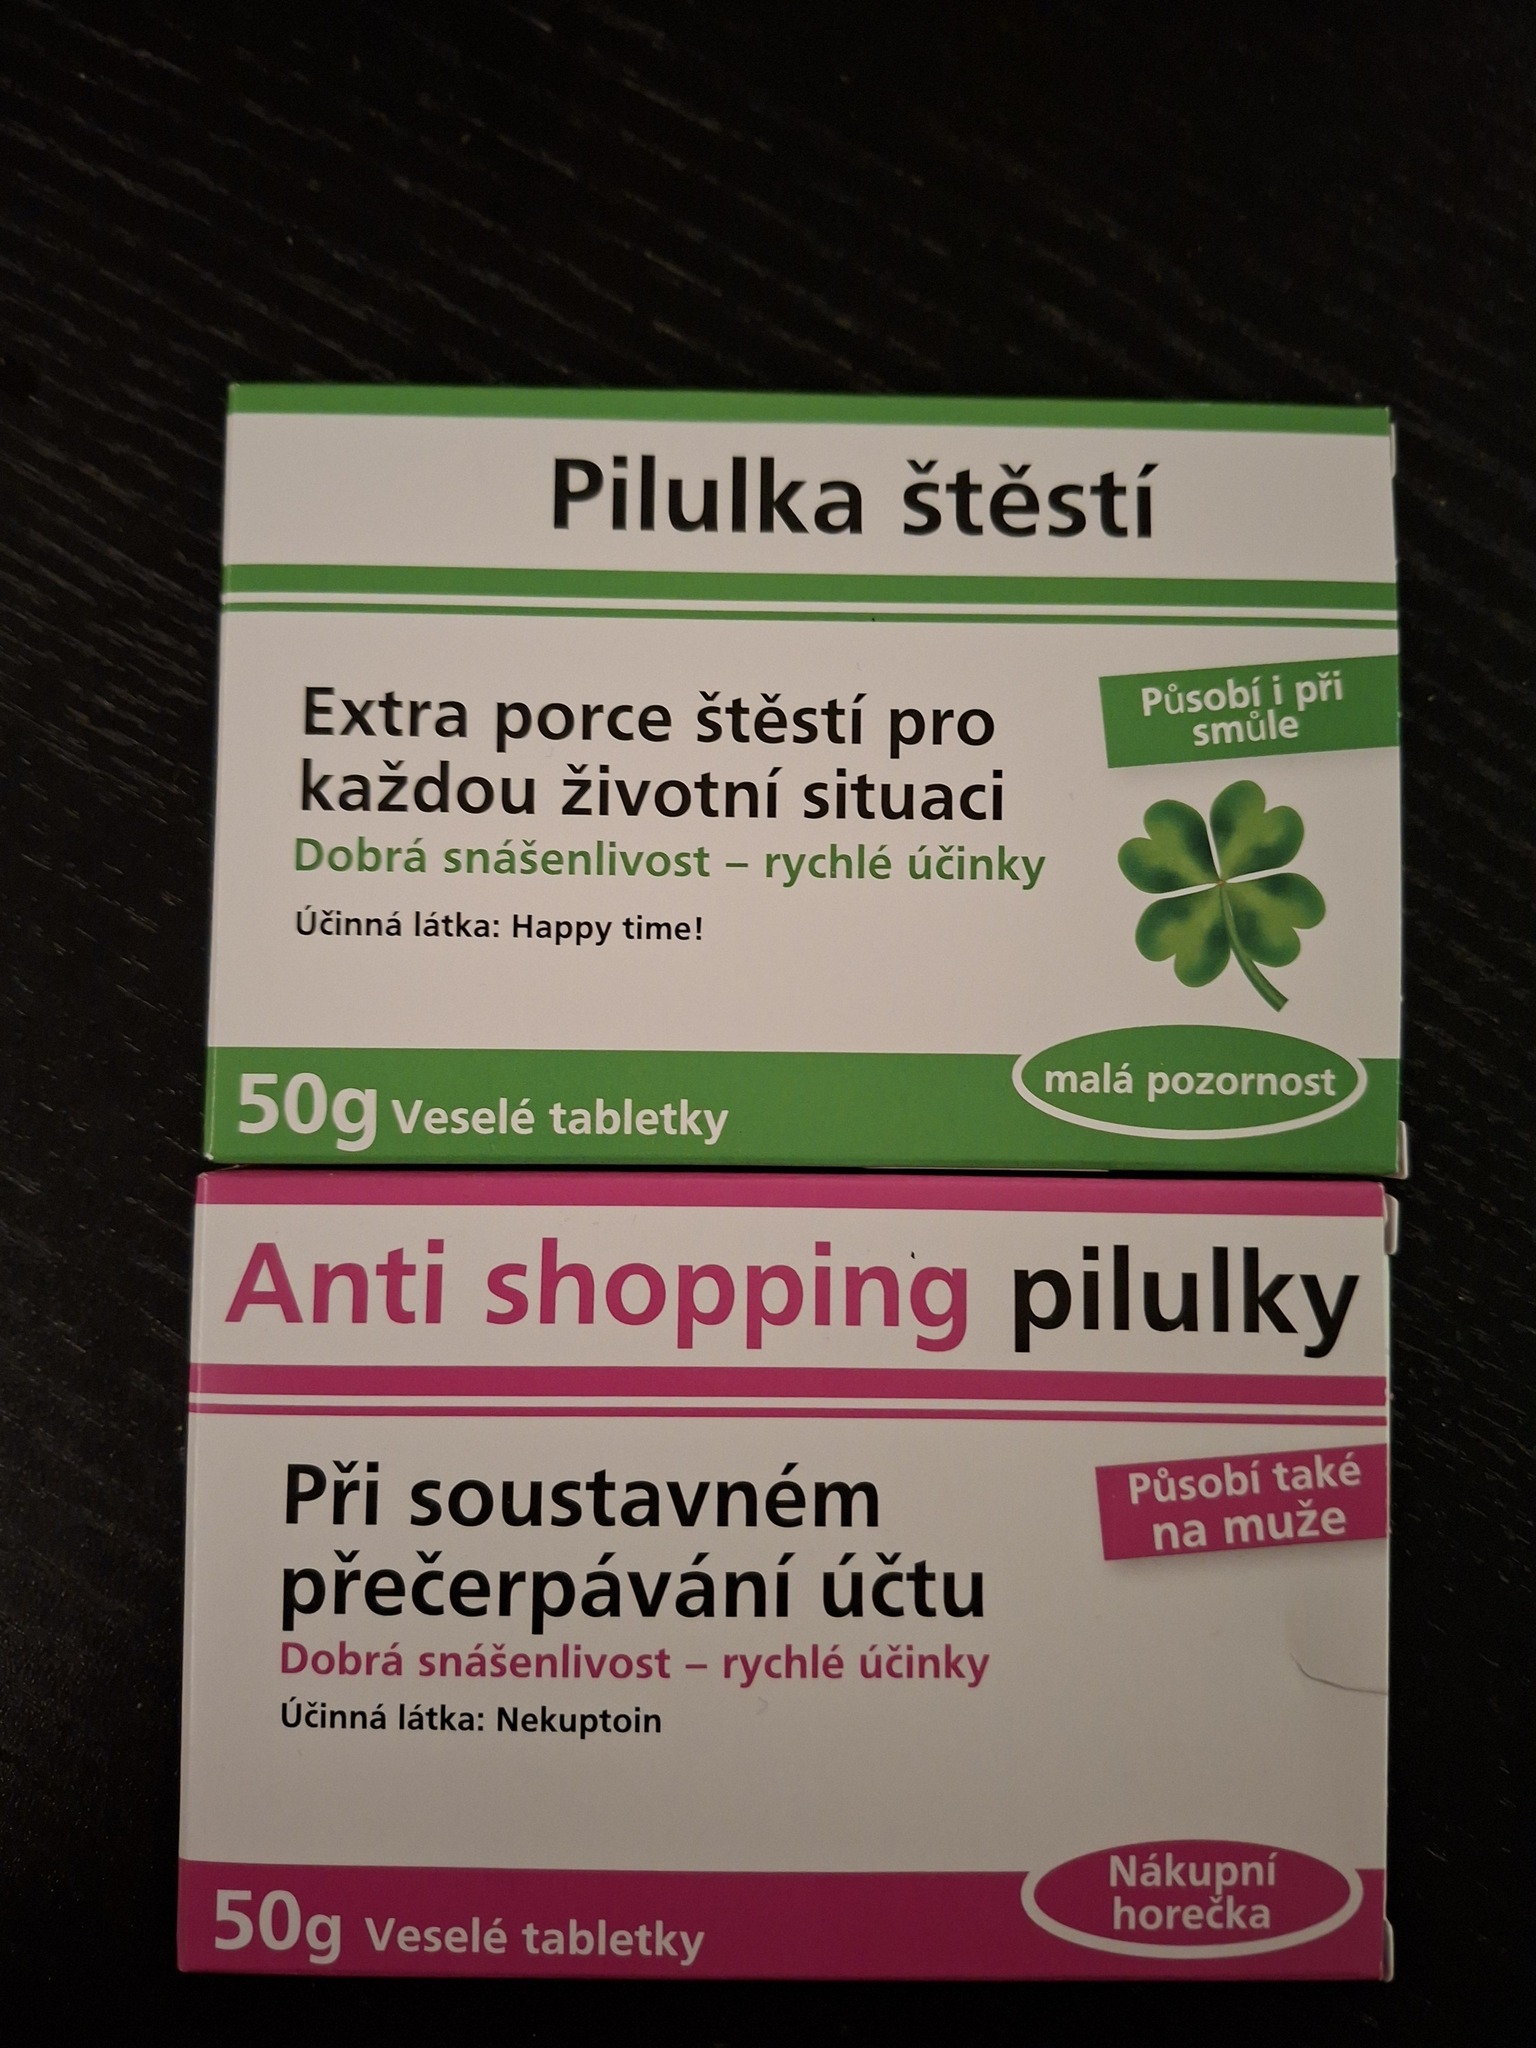 Pilulka štěstí
Extra porce štěstí pro
každou životní situaci
Dobrá snášenlivost – rychlé účinky
Účinná látka: Happy time!
Působí i při
smůle
50g Veselé tabletky
malá pozornost
Anti shopping pilulky
Při soustavném
přečerpávání účtu
Dobrá snášenlivost – rychlé účinky
Účinná látka: Nekuptoin
Působí také
na muže
50g Veselé tabletky
Nákupní
horečka